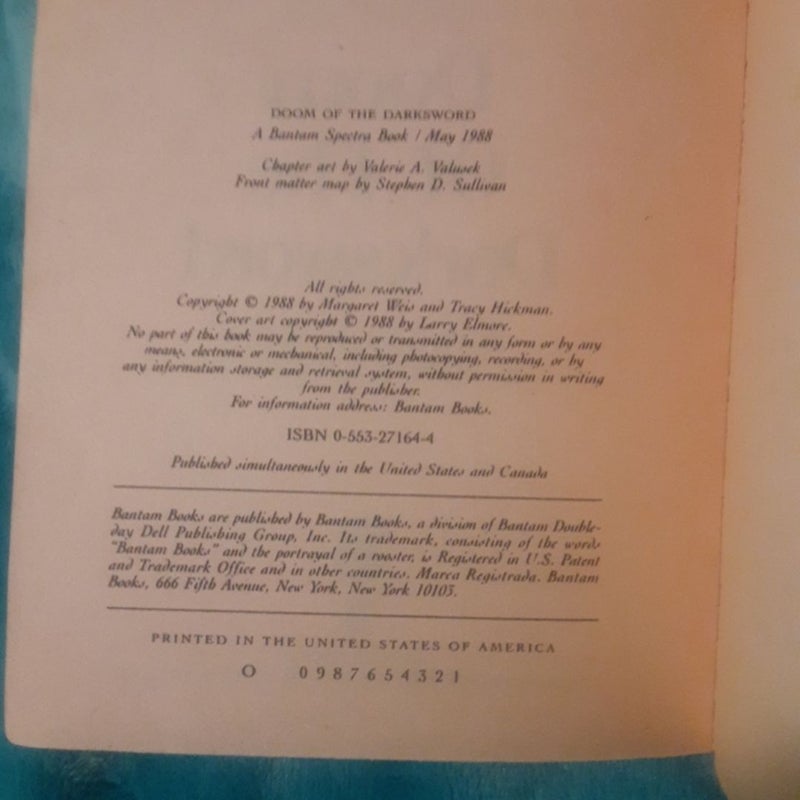 DOOM OF THE DARKSWORD
A Bantam Spectra Book / May 1988
Chapter art by Valerie A. Valusek
Front matter map by Stephen D. Sullivan
All rights reserved.
Copyright © 1988 by Margaret Weis and Tracy Hickman.
Cover art copyright © 1988 by Larry Elmore.
No part of this book may be reproduced or transmitted in any form or by any
means, electronic or mechanical, including photocopying, recording, or by
any information storage and retrieval system, without permission in writing
from the publisher.
For information address: Bantam Books.
ISBN 0-553-27164-4
Published simultaneously in the United States and Canada
Bantam Books are published by Bantam Books, a division of Bantam Double-
day Dell Publishing Group, Inc. Its trademark, consisting of the words
"Bantam Books" and the portrayal of a rooster, is Registered in U.S. Patent
and Trademark Office and in other countries. Marca Registrada. Bantam
Books, 666 Fifth Avenue, New York, New York 10103.
PRINTED IN THE UNITED STATES OF AMERICA
O 0 9 8 7 6 5 4 3 2 1